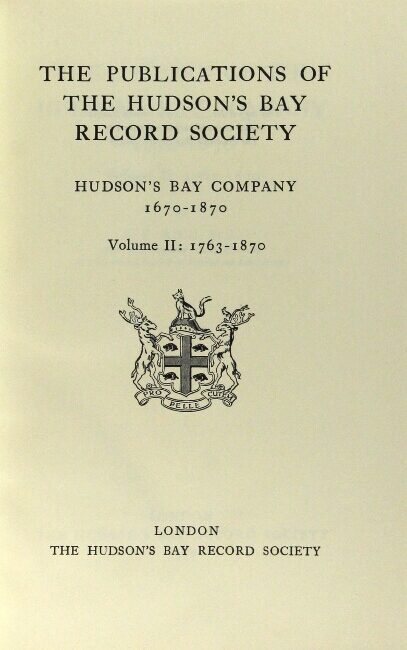 THE PUBLICATIONS OF
THE HUDSON'S BAY
RECORD SOCIETY
HUDSON'S BAY COMPANY
1670-1870
Volume II: 1763-1870
PRO PELLE CUTEM
LONDON
THE HUDSON'S BAY RECORD SOCIETY